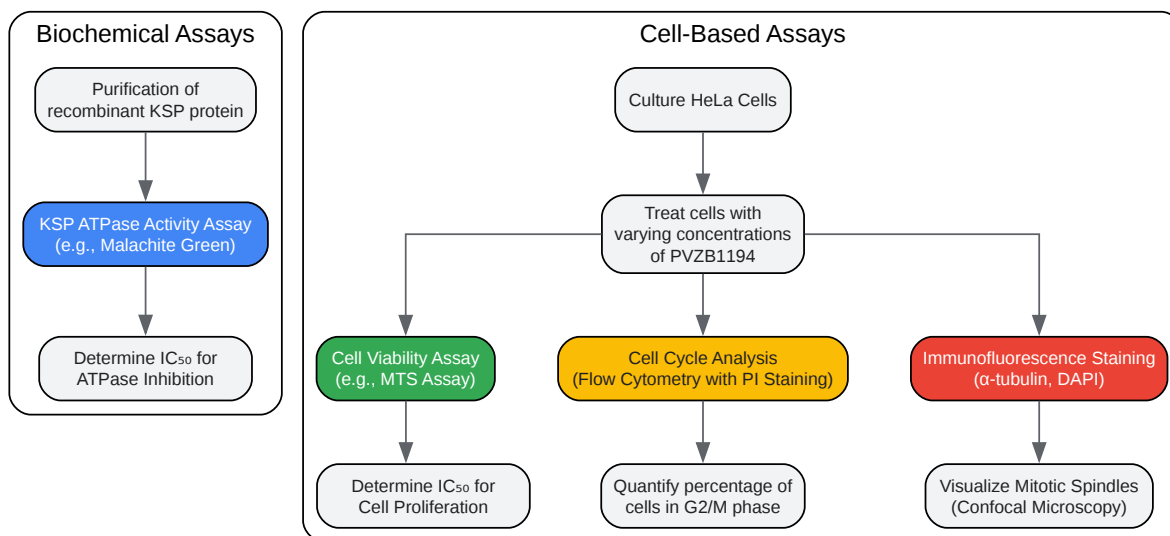 Biochemical Assays
Purification of
recombinant KSP protein
KSP ATPase Activity Assay
(e.g., Malachite Green)
Determine IC₅₀ for
ATPase Inhibition
Cell-Based Assays
Culture HeLa Cells
Treat cells with
varying concentrations
of PVZB1194
Cell Viability Assay
(e.g., MTS Assay)
Cell Cycle Analysis
(Flow Cytometry with PI Staining)
Immunofluorescence Staining
(α-tubulin, DAPI)
Determine IC₅₀ for
Cell Proliferation
Quantify percentage of
cells in G2/M phase
Visualize Mitotic Spindles
(Confocal Microscopy)